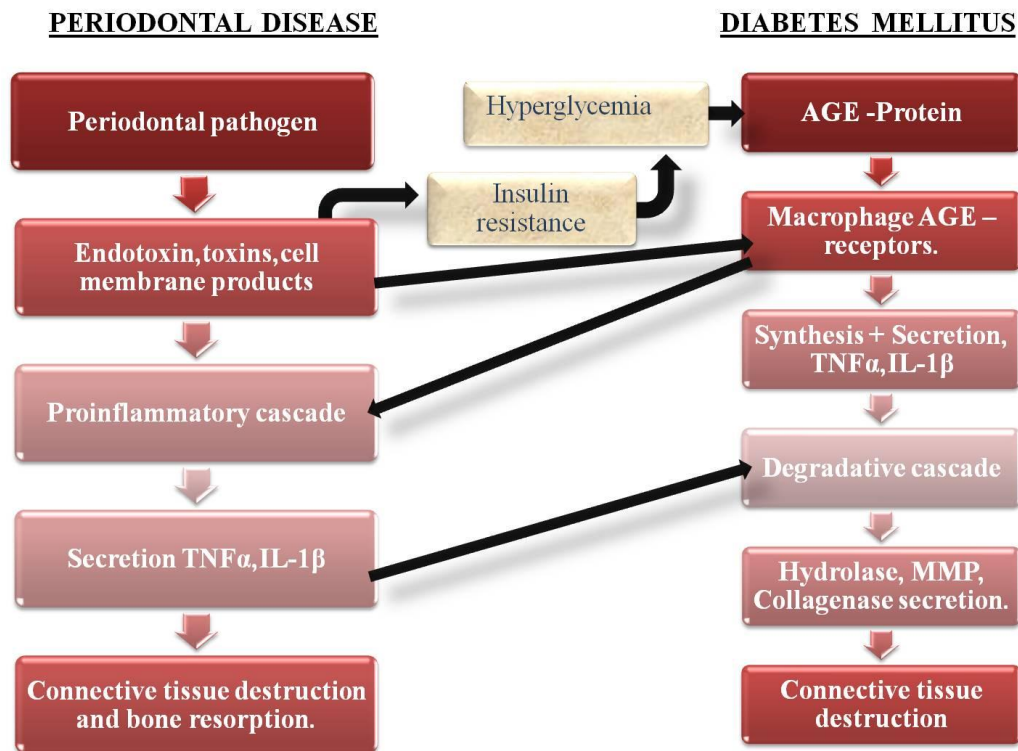 PERIODONTAL DISEASE
Periodontal pathogen
Endotoxin,toxins,cell
membrane products
Proinflammatory cascade
Secretion TNFα,IL-1β
Connective tissue destruction
and bone resorption.
Hyperglycemia
Insulin
resistance
DIABETES MELLITUS
AGE -Protein
Macrophage AGE –
receptors.
Synthesis + Secretion,
TNFα,IL-1β
Degradative cascade
Hydrolase, MMP,
Collagenase secretion.
Connective tissue
destruction